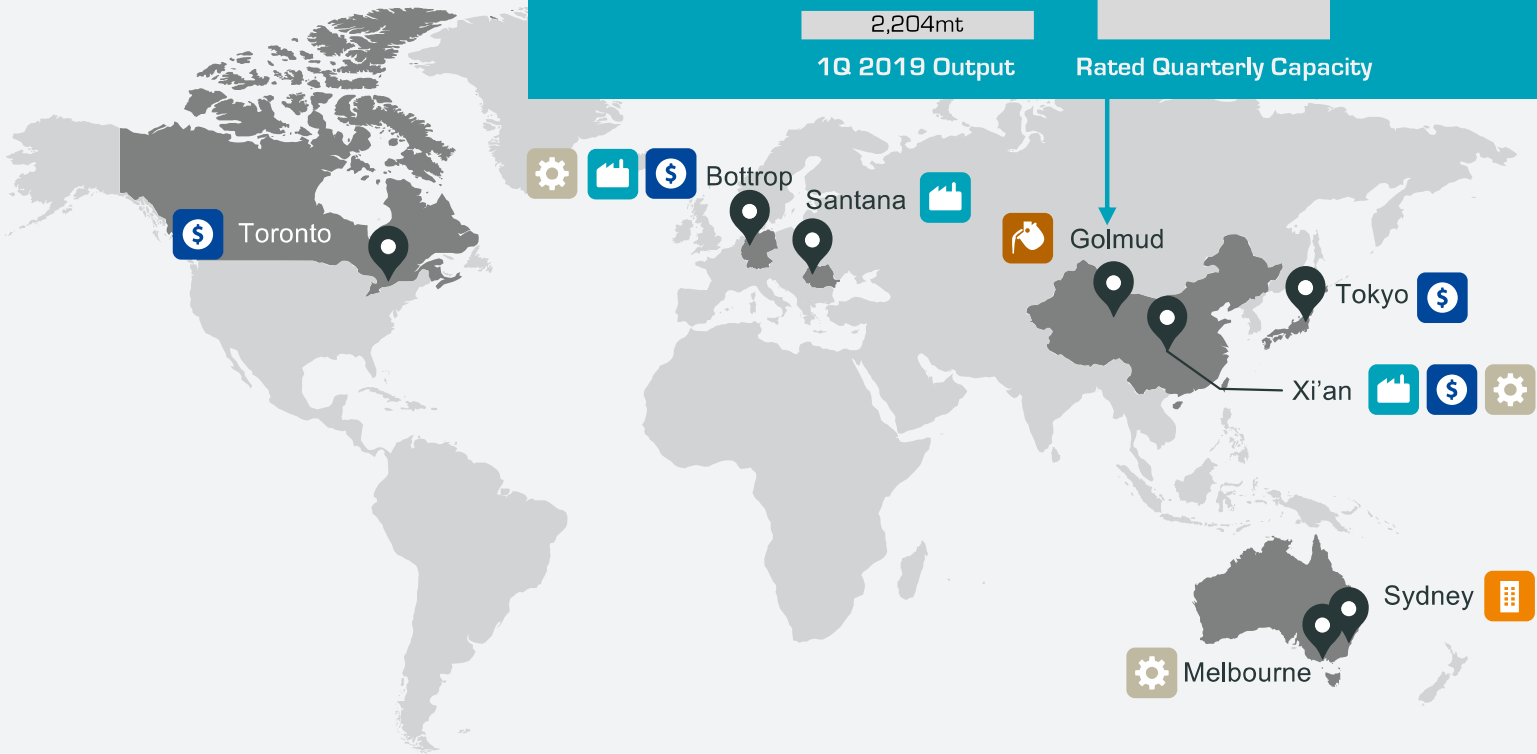 2,204mt
1Q 2019 Output
Rated Quarterly Capacity
Bottrop
Santana
Toronto
Golmud
Tokyo
Xi’an
Sydney
Melbourne